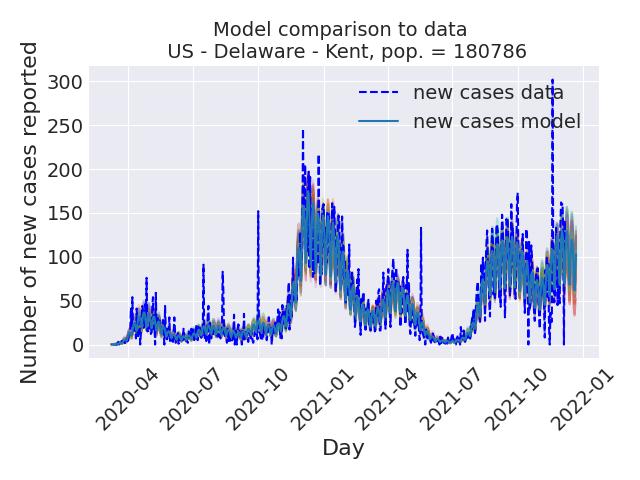 Model comparison to data
US - Delaware - Kent, pop. = 180786
Number of new cases reported
300
250
200
150
100
50
0
new cases data
new cases model
2020-04
2020-07
2020-10
2021-01
2021-04
2021-07
2021-10
2022-01
Day